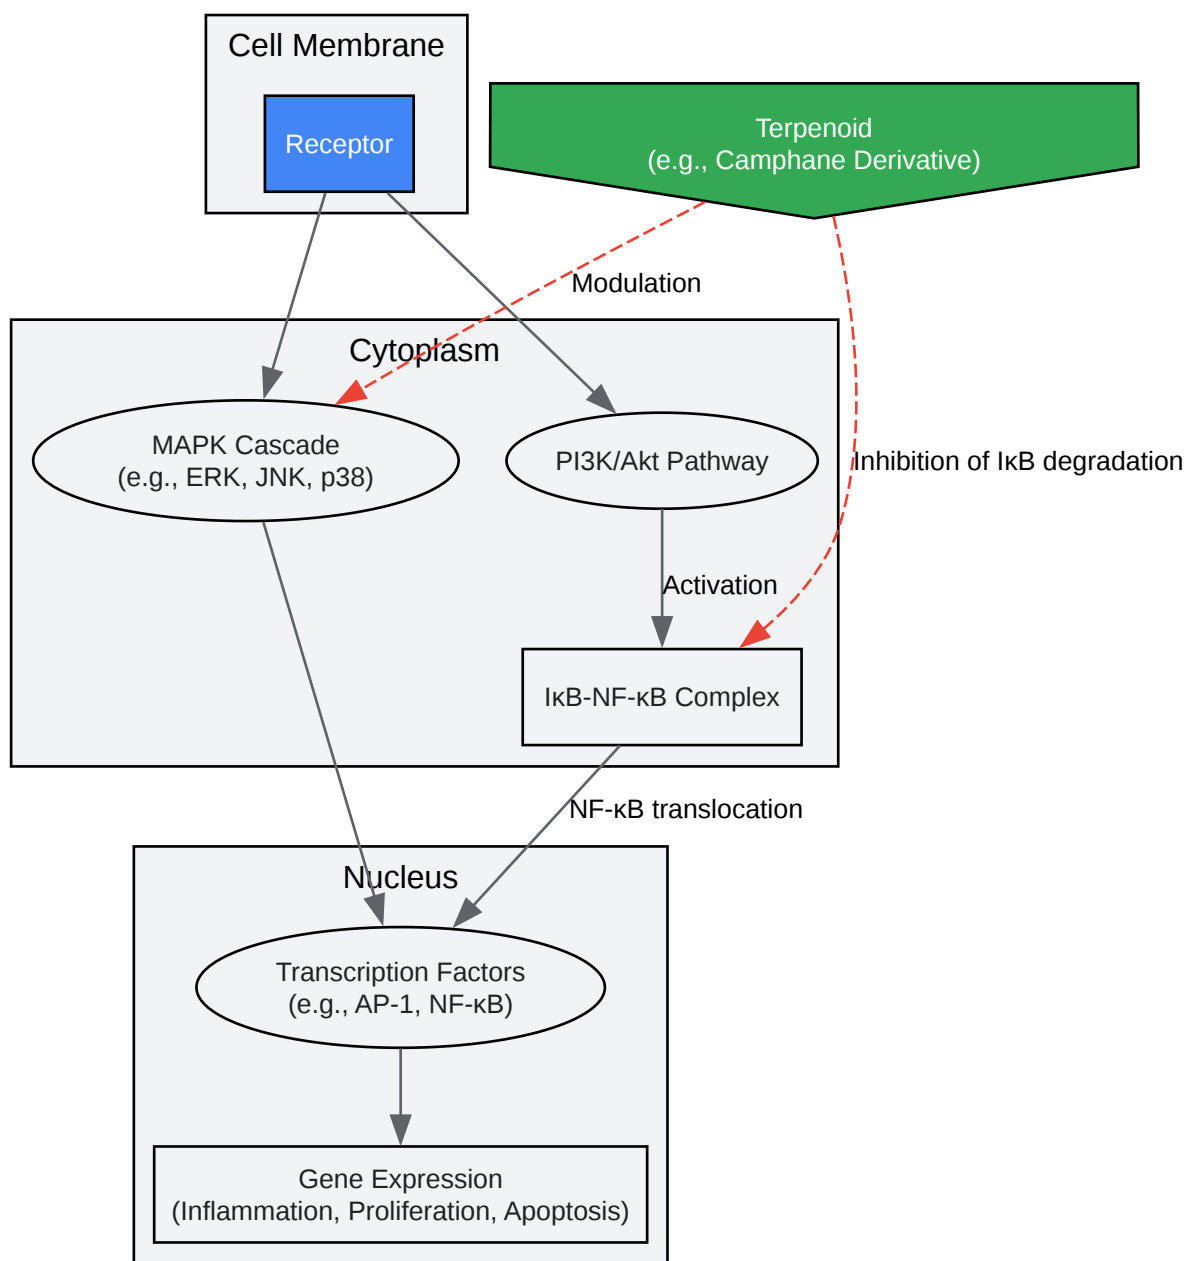 Cell Membrane
Receptor
Terpenoid
(e.g., Camphane Derivative)
Modulation
Cytoplasm
MAPK Cascade
(e.g., ERK, JNK, p38)
PI3K/Akt Pathway
Inhibition of IκB degradation
Activation
IκB-NF-κB Complex
NF-κB translocation
Nucleus
Transcription Factors
(e.g., AP-1, NF-κB)
Gene Expression
(Inflammation, Proliferation, Apoptosis)